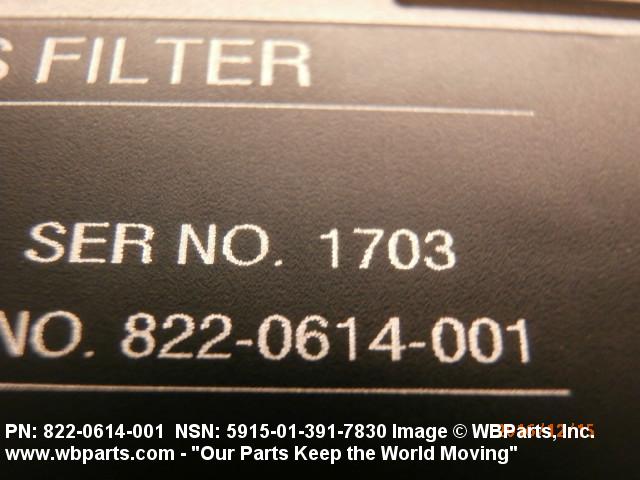 S FILTER
SER NO. 1703
NO. 822-0614-001
PN: 822-0614-001 NSN: 5915-01-391-7830 Image © WBParts, Inc.
www.wbparts.com - "Our Parts Keep the World Moving"